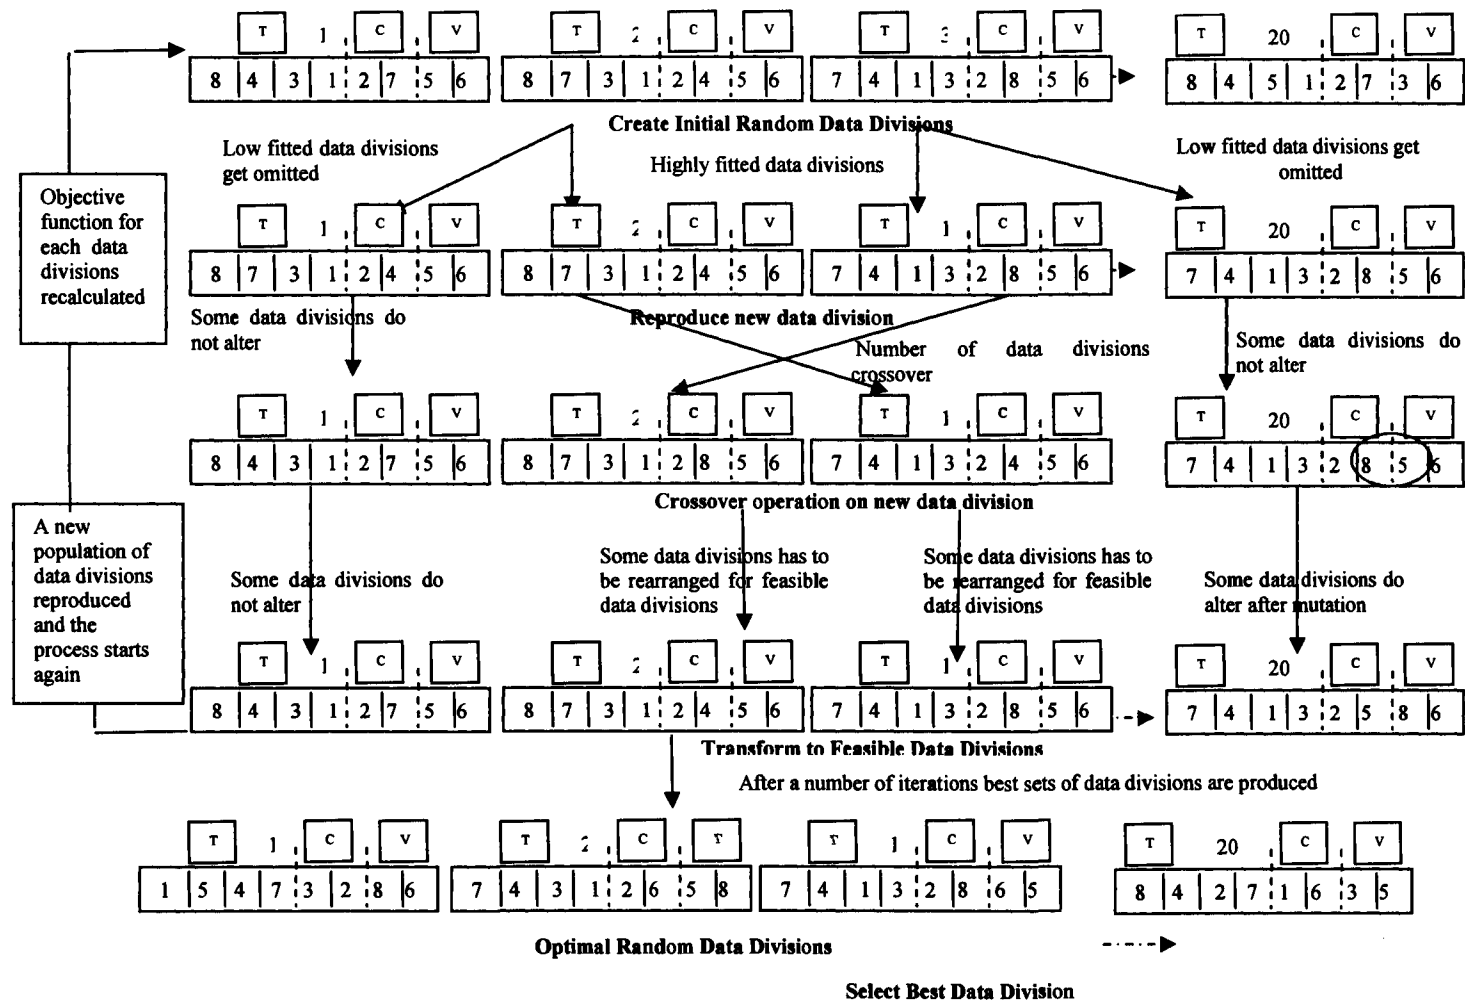 T 1 C V T 2 C V T 3 C V T 20 C V
8 4 3 1 2 7 5 6 8 7 3 1 2 4 5 6 7 4 1 3 2 8 5 6 8 4 5 1 2 7 3 6
Create Initial Random Data Divisions
Low fitted data divisions
get omitted
Highly fitted data divisions
Low fitted data divisions get
omitted
Objective
function for
each data
divisions
recalculated
T 1 C V T 2 C V T 1 C V T 20 C V
8 7 3 1 2 4 5 6 8 7 3 1 2 4 5 6 7 4 1 3 2 8 5 6 7 4 1 3 2 8 5 6
Reproduce new data division
Some data divisions do
not alter
Number of data divisions
crossover
Some data divisions do
not alter
T 1 C V T 2 C V T 1 C V T 20 C V
8 4 3 1 2 7 5 6 8 7 3 1 2 8 5 6 7 4 1 3 2 4 5 6 7 4 1 3 2 8 5 6
Crossover operation on new data division
A new
population of
data divisions
reproduced
and the
process starts
again
Some data divisions do
not alter
Some data divisions has to
be rearranged for feasible
data divisions
Some data divisions has to
be rearranged for feasible
data divisions
Some data divisions do
alter after mutation
T 1 C V T 2 C V T 1 C V T 20 C V
8 4 3 1 2 7 5 6 8 7 3 1 2 4 5 6 7 4 1 3 2 8 5 6 7 4 1 3 2 5 8 6
Transform to Feasible Data Divisions
After a number of iterations best sets of data divisions are produced
T 1 C V T 2 C T 1 C V T 20 C V
1 5 4 7 3 2 8 6 7 4 3 1 2 6 5 8 7 4 1 3 2 8 6 5 8 4 2 7 1 6 3 5
Optimal Random Data Divisions
Select Best Data Division